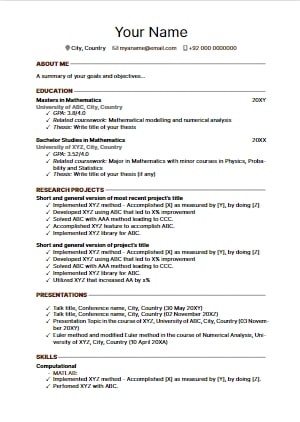 Your Name
City, Country myname@email.com +92 000 0000000
ABOUT ME
A summary of your goals and objectives...
EDUCATION
Masters in Mathematics 20XY
University of ABC, City, Country
✓ GPA: 3.8/4.0
✓ Related coursework: Mathematical modelling and numerical analysis
✓ Thesis: Write title of your thesis
Bachelor Studies in Mathematics 20XX
University of XYZ, City, Country
✓ GPA: 3.52/4.0
✓ Related coursework: Major in Mathematics with minor courses in Physics, Proba-
bility and Statistics
✓ Thesis: Write title of your thesis (if any)
RESEARCH PROJECTS
Short and general version of most recent project's title
✓ Implemented XYZ method - Accomplished [X] as measured by [Y], by doing [Z]
✓ Developed XYZ using ABC that led to X% improvement
✓ Solved ABC with AAA method leading to CCC.
✓ Accomplished XYZ feature to accomplish ABC.
✓ Implemented XYZ library for ABC.
Short and general version of project's title
✓ Implemented XYZ method - Accomplished [X] as measured by [Y], by doing [Z]
✓ Developed XYZ using ABC that led to X% improvement
✓ Solved ABC with AAA method leading to CCC.
✓ Implemented XYZ library for ABC.
✓ Utilized XYZ that increased AA by x%
PRESENTATIONS
✓ Talk title, Conference name, City, Country (30 May 20XY)
✓ Talk title, Conference name, City, Country (02 November 20XZ)
✓ Presentation Topic in the course of XYZ, University of ABC, City, Country (03 Novem-
ber 20XY)
✓ Euler method and modified Euler method in the course of Numerical Analysis, Uni-
versity of XYZ, City, Country (10 April 20XA)
SKILLS
Computational
- MATLAB:
✓ Implemented XYZ method - Accomplished [X] as measured by [Y], by doing [Z].
✓ Perfomed XYZ with ABC.